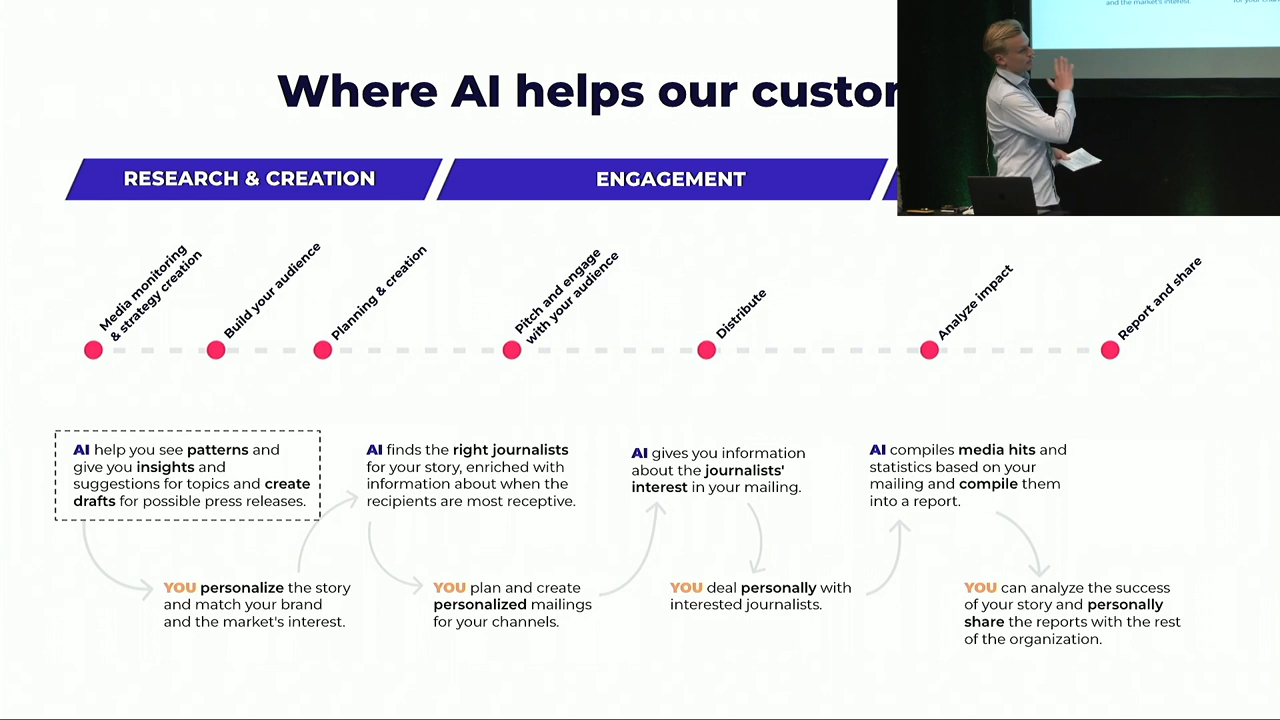 Where AI helps our custo
RESEARCH & CREATION
ENGAGEMENT
Media monitoring
& strategy creation
Build your audience
Planning & creation
Pitch and engage
with your audience
Distribute
Analyze impact
Report and share
AI help you see patterns and
give you insights and
suggestions for topics and create
drafts for possible press releases.
AI finds the right journalists
for your story, enriched with
information about when the
recipients are most receptive.
AI gives you information
about the journalists'
interest in your mailing.
AI compiles media hits and
statistics based on your
mailing and compile them
into a report.
YOU personalize the story
and match your brand
and the market's interest.
YOU plan and create
personalized mailings
for your channels.
YOU deal personally with
interested journalists.
YOU can analyze the success
of your story and personally
share the reports with the rest
of the organization.
and the market's interest.